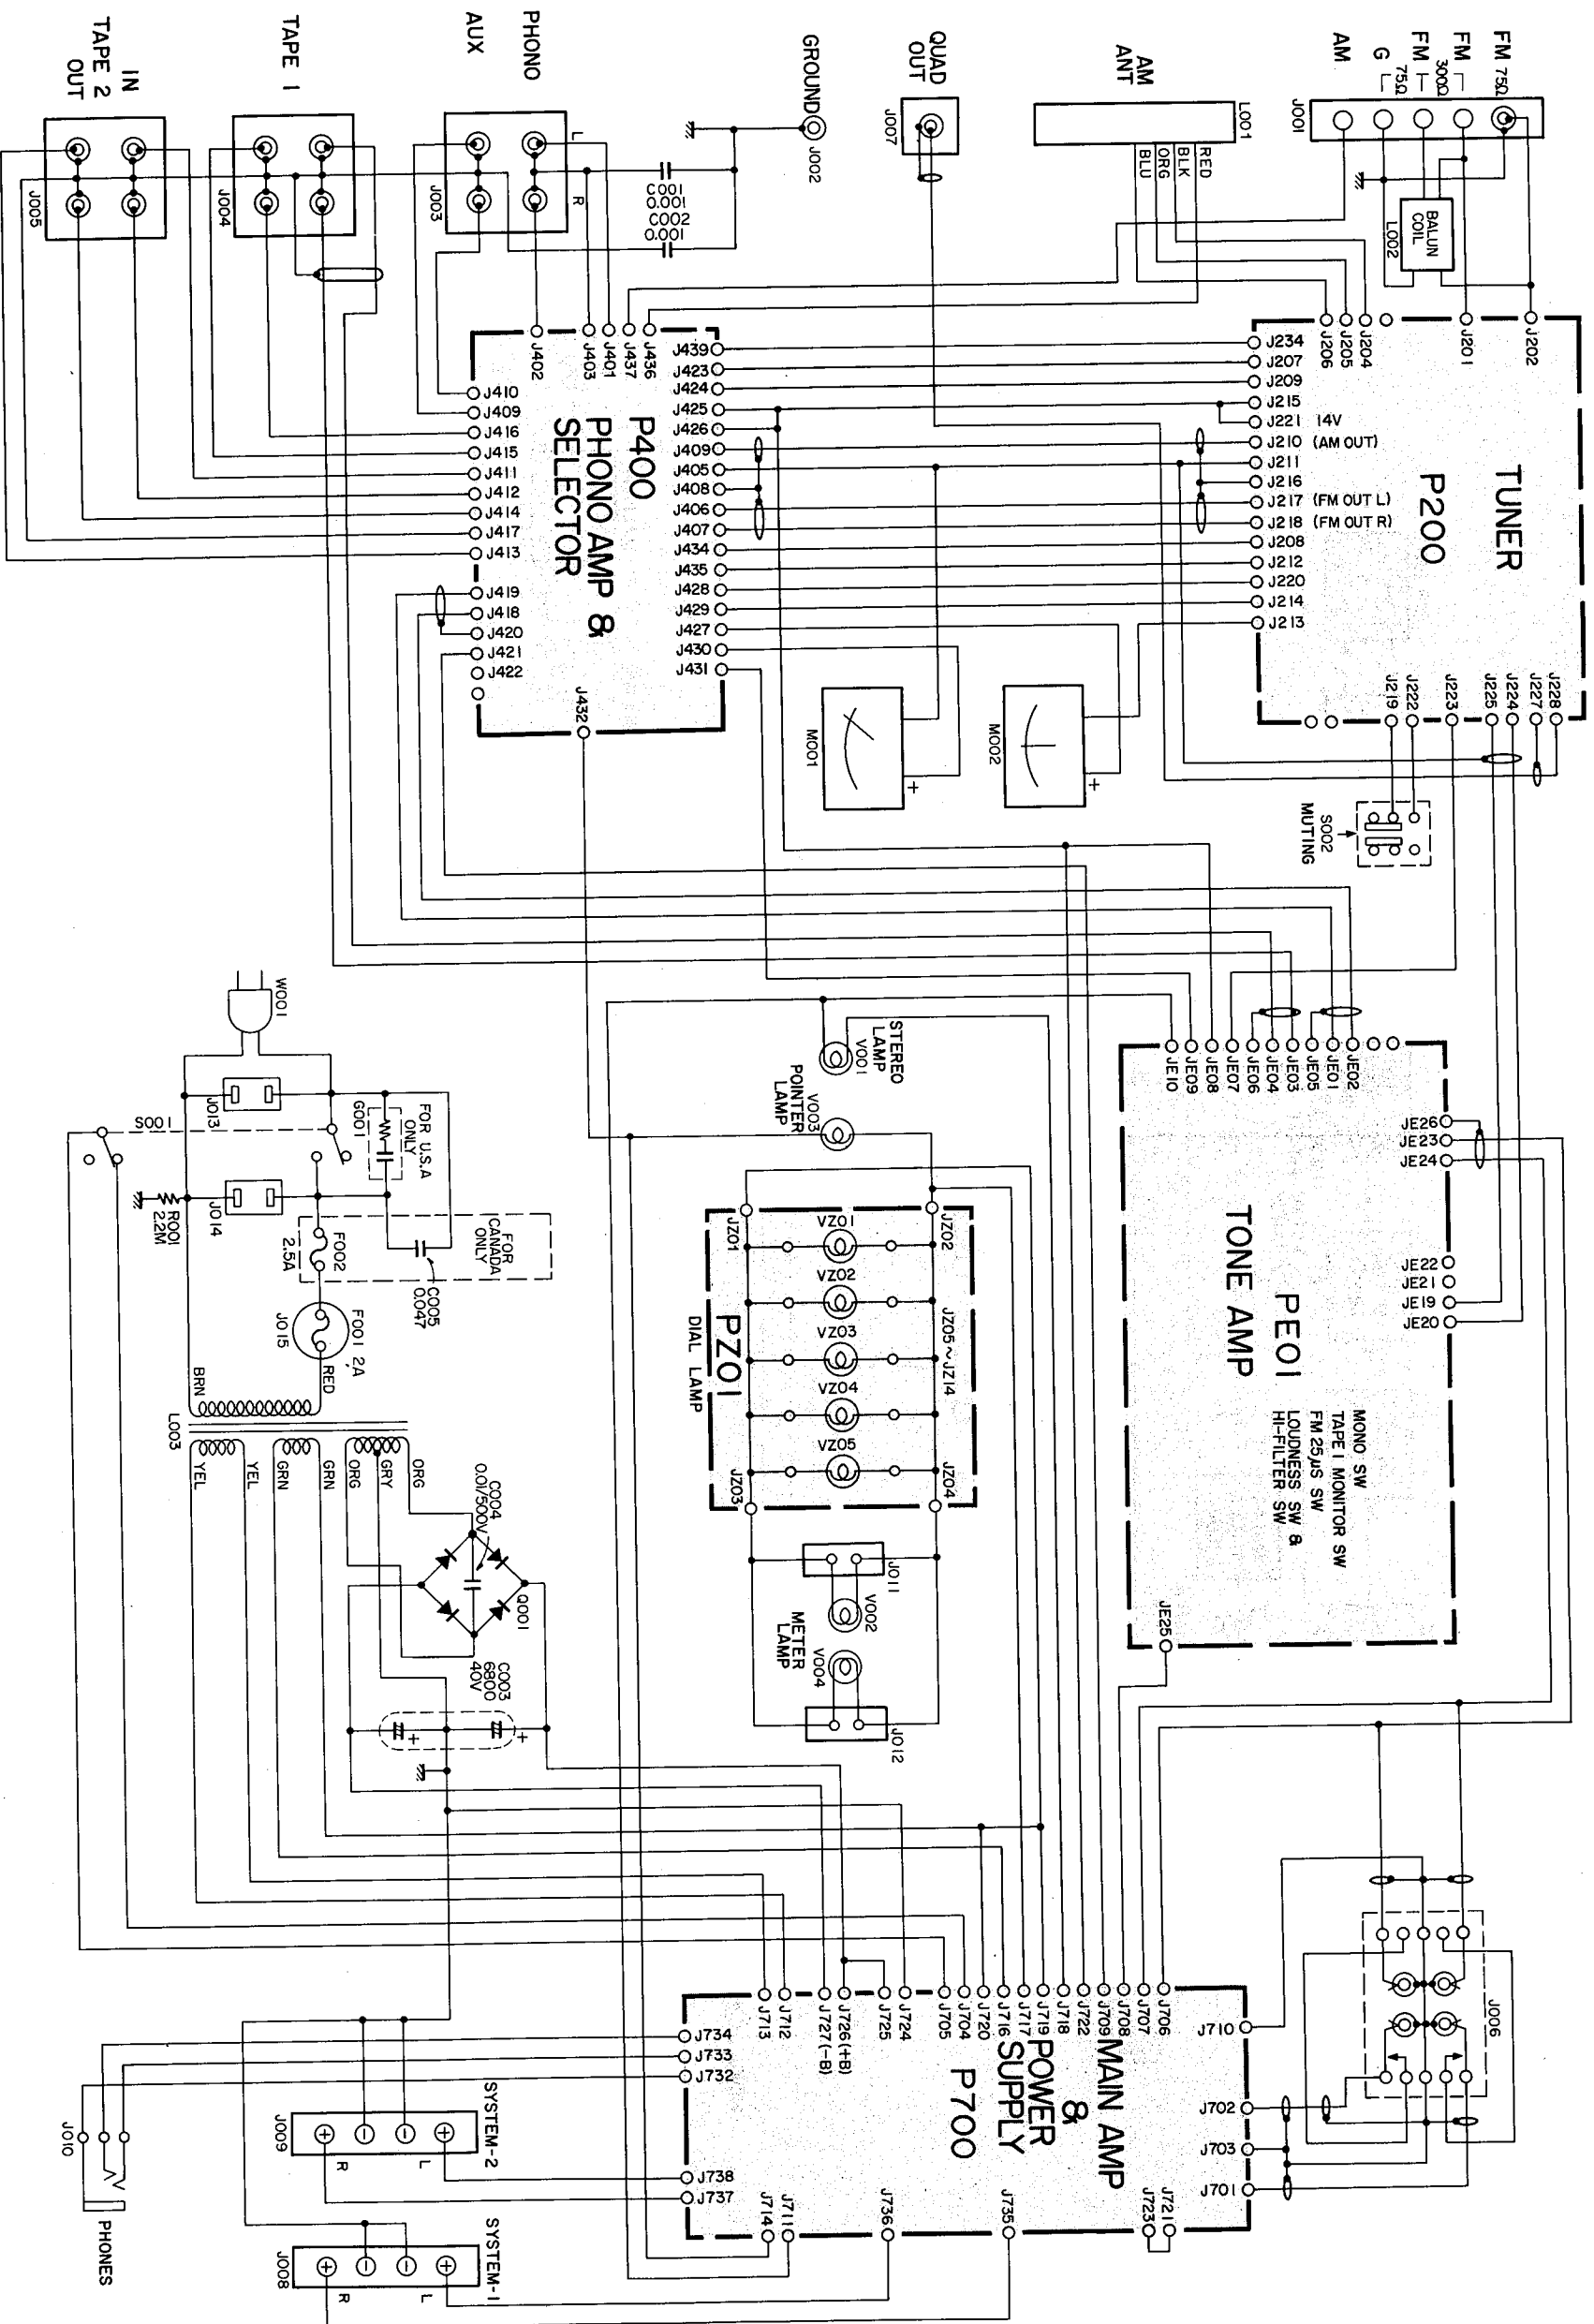 FM 75Ω
FM
300Ω
FM
75Ω
G
AM
J001
BALUN
COIL
L002
AM
ANT
L001
RED
BLK
ORG
BLU
QUAD
OUT
J007
GROUND
J002
C001
0.001
C002
0.001
PHONO
AUX
L
R
J003
TAPE 1
J004
IN
TAPE 2
OUT
J005
TUNER
P200
J202
J201
J204
J205
J206
J234
J207
J209
J215
J221 14V
J210 (AM OUT)
J211
J216
J217 (FM OUT L)
J218 (FM OUT R)
J208
J212
J220
J214
J213
J228
J227
J224
J225
J223
J222
J219
P400
PHONO AMP &
SELECTOR
J436
J437
J401
J403
J402
J439
J423
J424
J425
J426
J409
J405
J408
J406
J407
J434
J435
J428
J429
J427
J430
J431
J410
J409
J416
J415
J411
J412
J414
J417
J413
J419
J418
J420
J421
J422
J432
M001
+
M002
+
S002
MUTING
TONE AMP
PE01
MONO SW
TAPE I MONITOR SW
FM 25µS SW
LOUDNESS SW &
HI-FILTER SW
JE02
JE01
JE05
JE03
JE04
JE06
JE07
JE08
JE09
JE10
JE26
JE23
JE24
JE22
JE21
JE19
JE20
JE25
STEREO
LAMP
V001
V003
POINTER
LAMP
JZ02
JZ01
VZ01
VZ02
VZ03
VZ04
VZ05
JZ05~JZ14
JZ04
JZ03
PZ01
DIAL LAMP
J011
V002
METER
LAMP
V004
J012
W001
J013
S001
G001
FOR U.S.A
ONLY
J014
R001
2.2M
F002
2.5A
FOR
CANADA
ONLY
C005
0.047
F001 2A
J015
RED
BRN
L003
ORG
GRY
ORG
GRN
GRN
YEL
YEL
C004
0.01/500V
Q001
C003
6800
40V
+
+
J006
MAIN AMP
&
POWER
SUPPLY
P700
J706
J707
J708
J709
J722
J718
J719
J717
J716
J720
J704
J705
J724
J725
J726(+B)
J727(-B)
J712
J713
J710
J702
J703
J701
J721
J723
J735
J736
J711
J714
J734
J733
J732
J738
J737
SYSTEM-2
J009
R
L
SYSTEM-1
J008
R
L
J010
PHONES